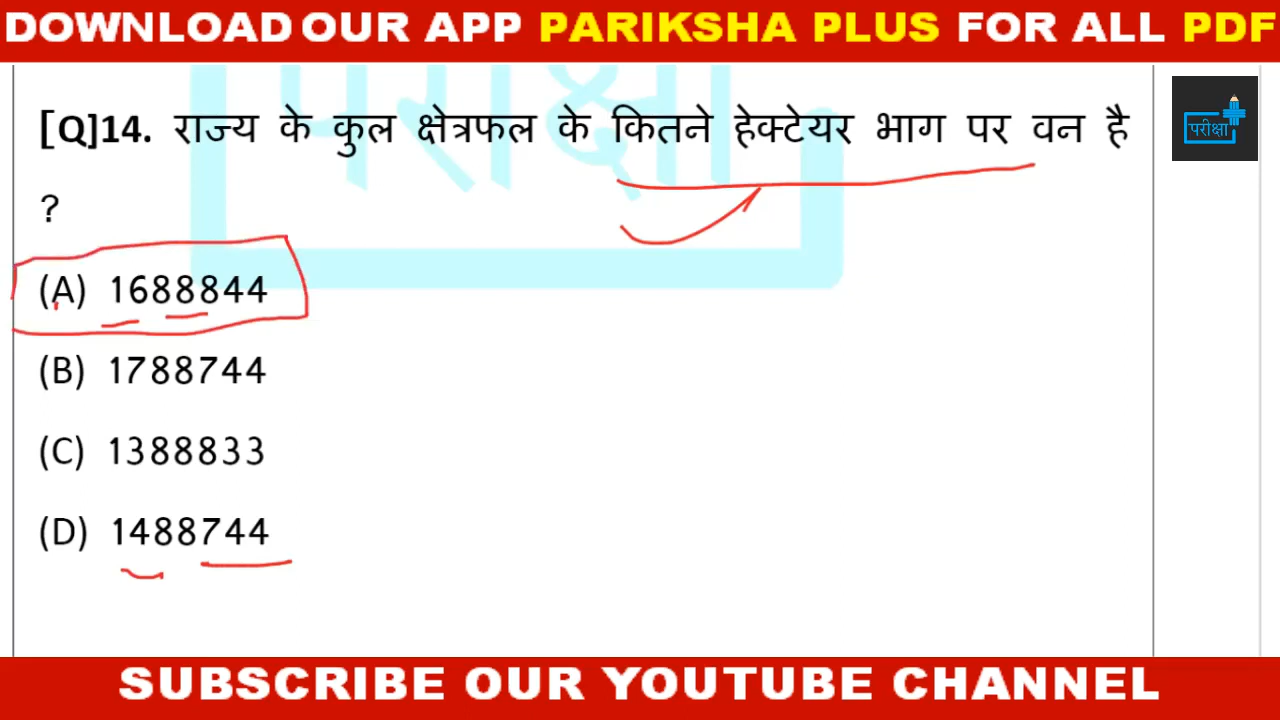 DOWNLOAD OUR APP PARIKSHA PLUS FOR ALL PDF
परीक्षा
[Q]14. राज्य के कुल क्षेत्रफल के कितने हेक्टेयर भाग पर वन है
?
परीक्षा
(A) 1688844
(B) 1788744
(C) 1388833
(D) 1488744
SUBSCRIBE OUR YOUTUBE CHANNEL